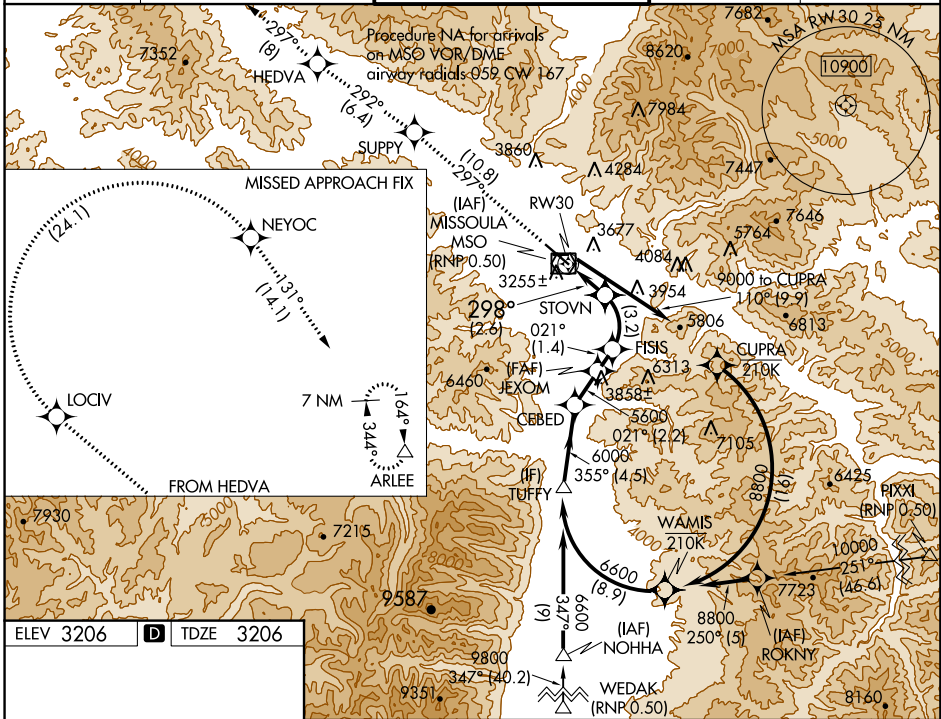 297°
(8)
HEDVA
7352
Procedure NA for arrivals
on MSO VOR/DME
airway radials 059 CW 167
7682
8620
7000
MSA RW30 25 NM
10900
292°
(6.4)
SUPPY
4000
7984
5000
3860
4284
7447
4000
MISSED APPROACH FIX
(24.1)
NEYOC
131°
(14.1)
LOCIV
7 NM
344°
164°
ARLEE
FROM HEDVA
(10.8)
297°
(IAF)
MISSOULA
MSO
(RNP 0.50)
RW30
3677
3255±
7646
5764
4084
3954
9000 to CUPRA
110° (9.9)
298°
(2.6)
STOVN
(3.2)
5806
6813
021°
(1.4)
FISIS
CUPRA
210K
(FAF)
JEXOM
6460
6313
3858±
CEBED
5600
021° (2.2)
7105
6000
355° (4.5)
8800
(16)
6425
(IF)
TUFFY
PIXXI
(RNP 0.50)
WAMIS
210K
10000
251°
(46.6)
7930
5000
7215
6600
(8.9)
7723
9587
6600
347°
(9)
8800
250° (5)
(IAF)
ROKNY
(IAF)
NOHHA
ELEV 3206 D TDZE 3206
9800
347° (40.2)
WEDAK
(RNP 0.50)
9351
8160